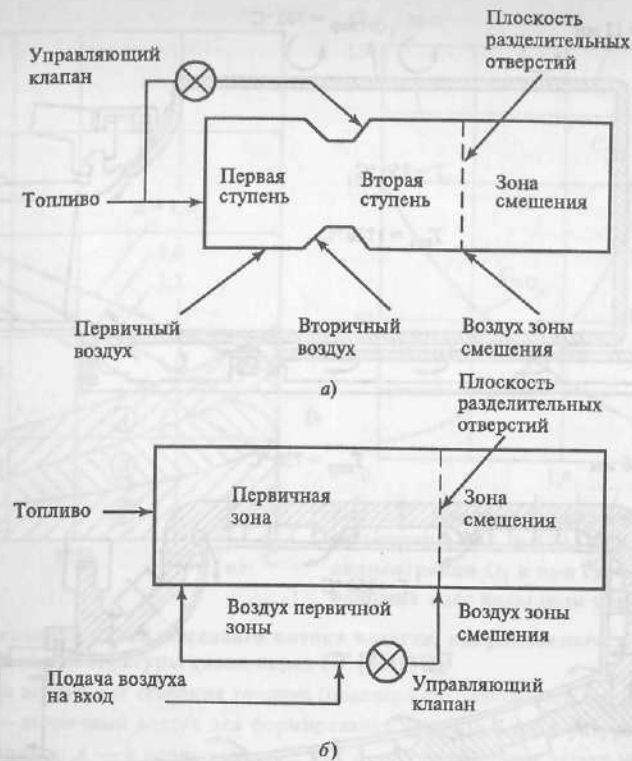 Плоскость
разделительных
отверстий
Управляющий
клапан
Топливо
Первая
ступень
Вторая
ступень
Зона
смешения
Первичный
воздух
Вторичный
воздух
Воздух зоны
смешения
а)
Плоскость
разделительных
отверстий
Топливо
Первичная
зона
Зона
смешения
Воздух первичной
зоны
Воздух зоны
смешения
Подача воздуха
на вход
Управляющий
клапан
б)